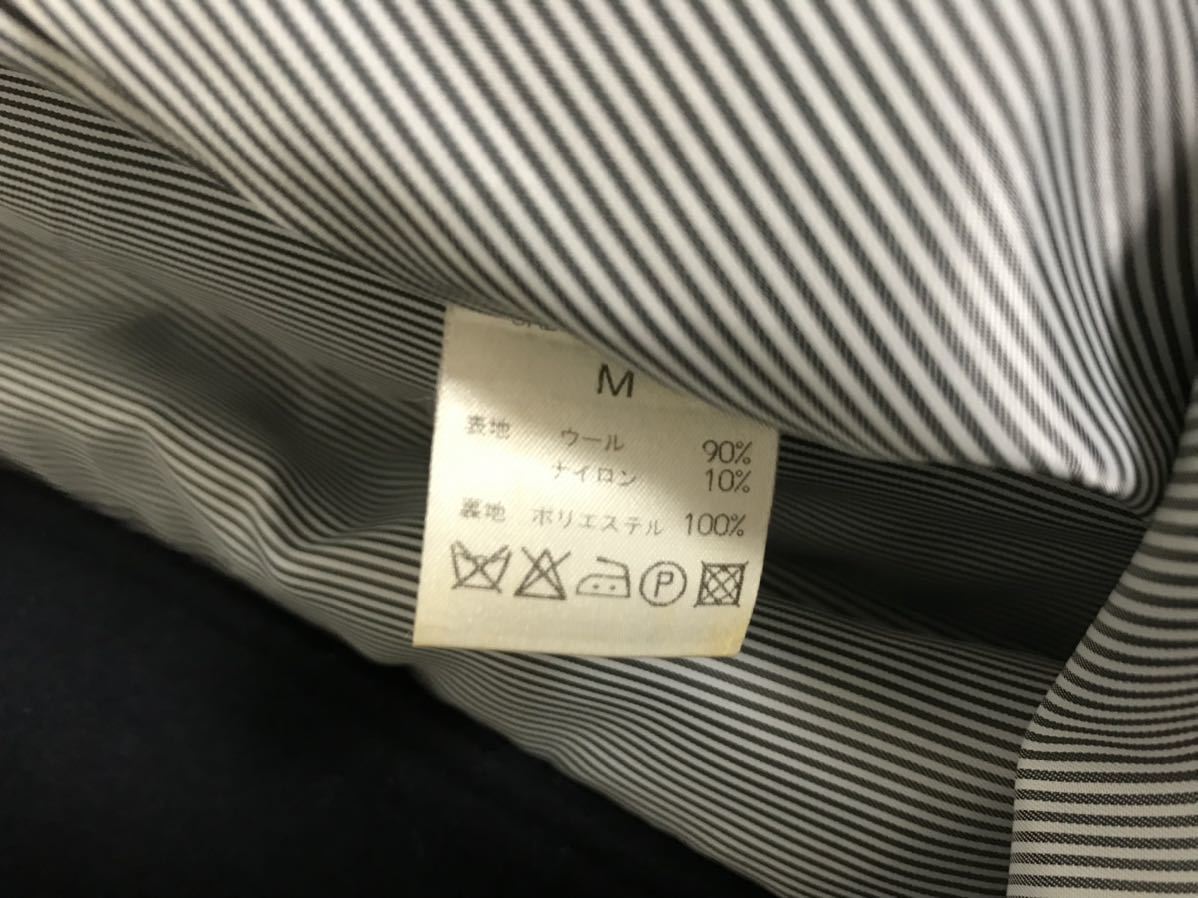 M
表地 ウール 90%
ナイロン 10%
裏地 ポリエステル 100%
P